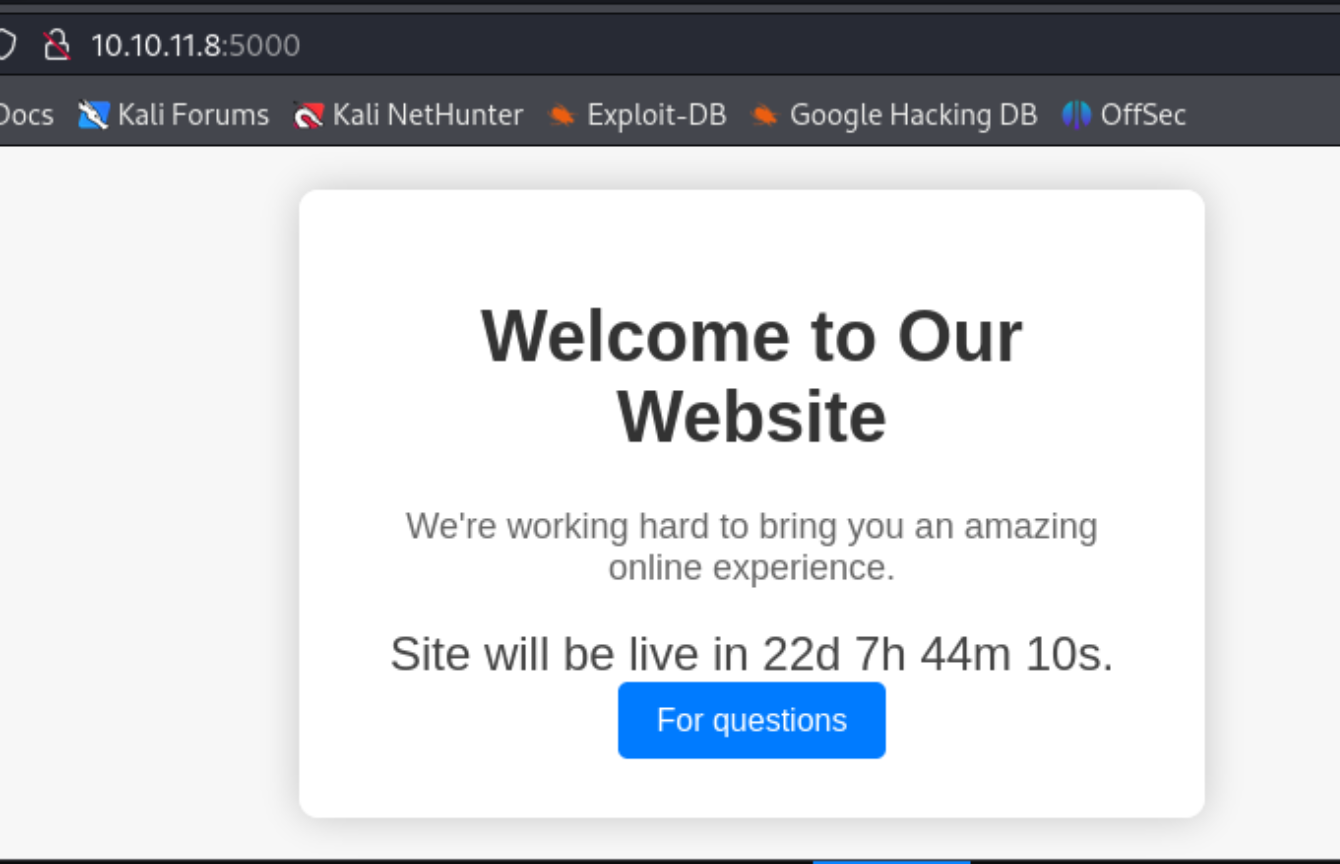 10.10.11.8:5000
Docs Kali Forums Kali NetHunter Exploit-DB Google Hacking DB OffSec
Welcome to Our
Website
We're working hard to bring you an amazing
online experience.
Site will be live in 22d 7h 44m 10s.
For questions